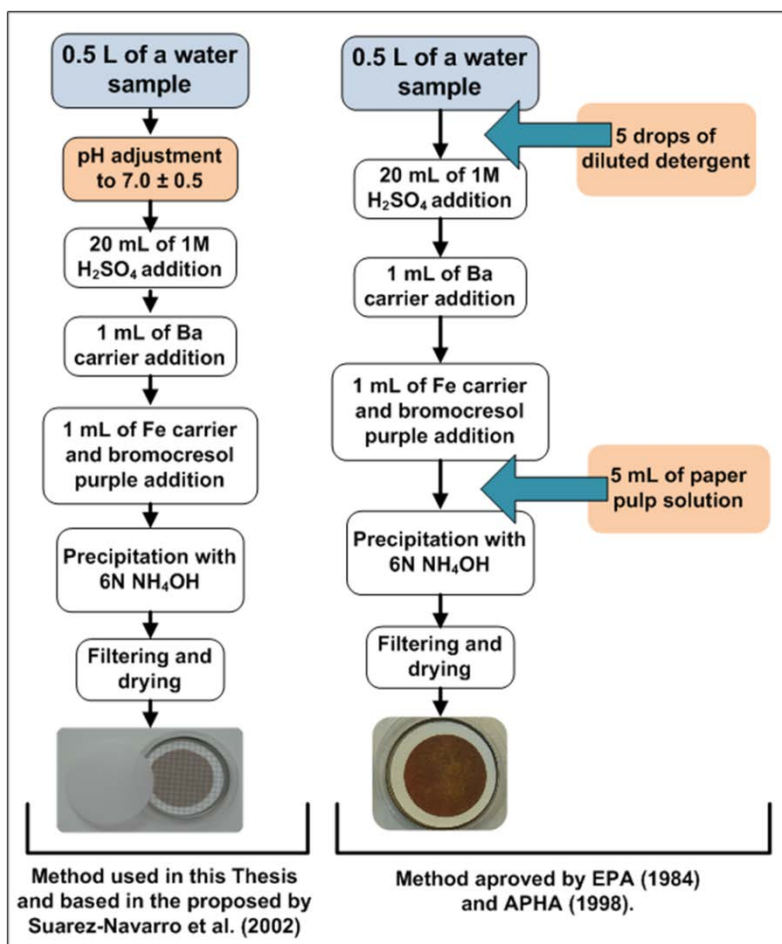 0.5 L of a water
sample
pH adjustment
to 7.0 ± 0.5
20 mL of 1M
H₂SO₄ addition
1 mL of Ba
carrier addition
1 mL of Fe carrier
and bromocresol
purple addition
Precipitation with
6N NH₄OH
Filtering and
drying
Method used in this Thesis
and based in the proposed by
Suarez-Navarro et al. (2002)
0.5 L of a water
sample
5 drops of
diluted detergent
20 mL of 1M
H₂SO₄ addition
1 mL of Ba
carrier addition
1 mL of Fe carrier
and bromocresol
purple addition
5 mL of paper
pulp solution
Precipitation with
6N NH₄OH
Filtering and
drying
Method aproved by EPA (1984)
and APHA (1998).